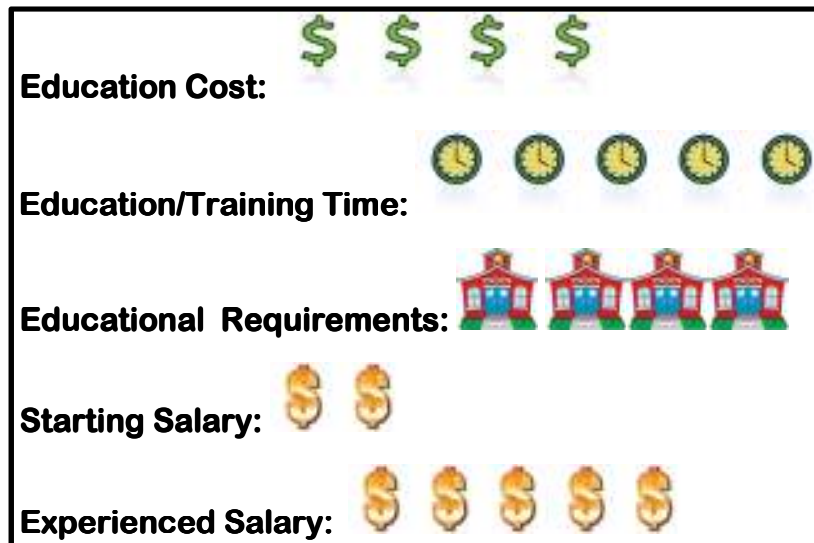 $ $ $ $
Education Cost:
Education/Training Time:
Educational Requirements:
Starting Salary: $ $
Experienced Salary: $ $ $ $ $